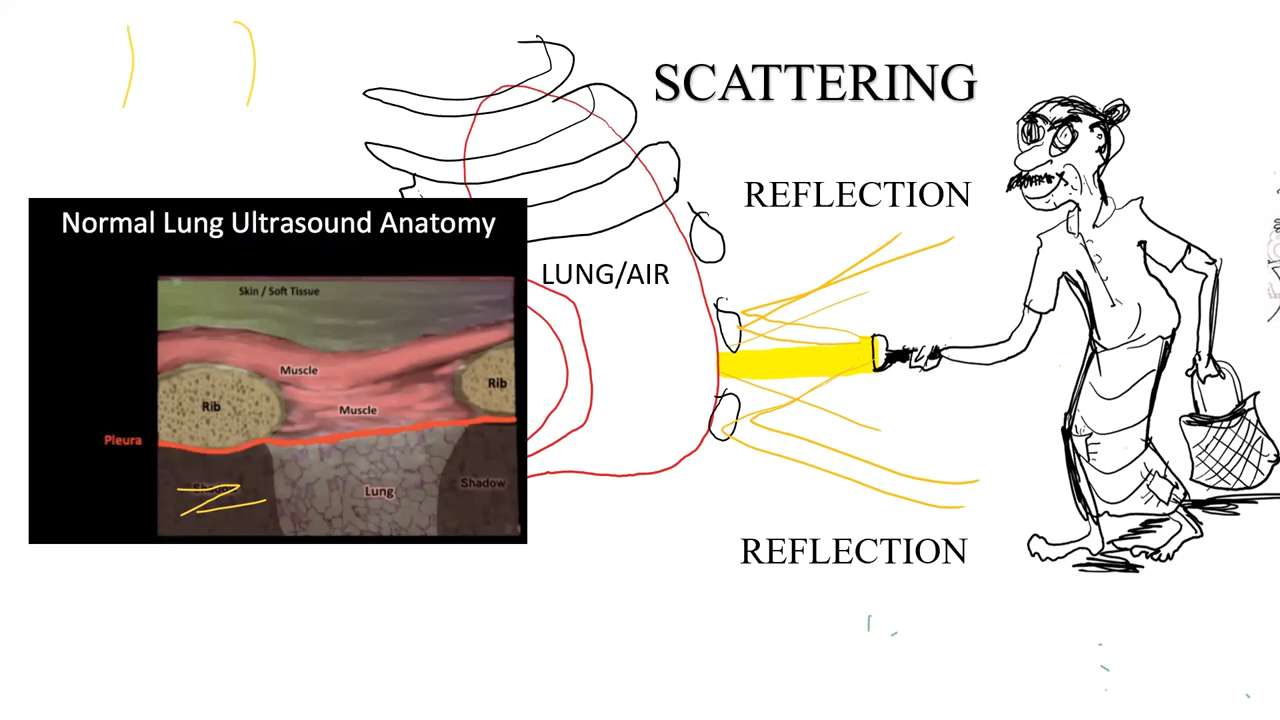 SCATTERING
REFLECTION
Normal Lung Ultrasound Anatomy
LUNG/AIR
Skin / Soft Tissue
Muscle
Rib
Rib
Muscle
Pleura
Shadow
Lung
Shadow
REFLECTION